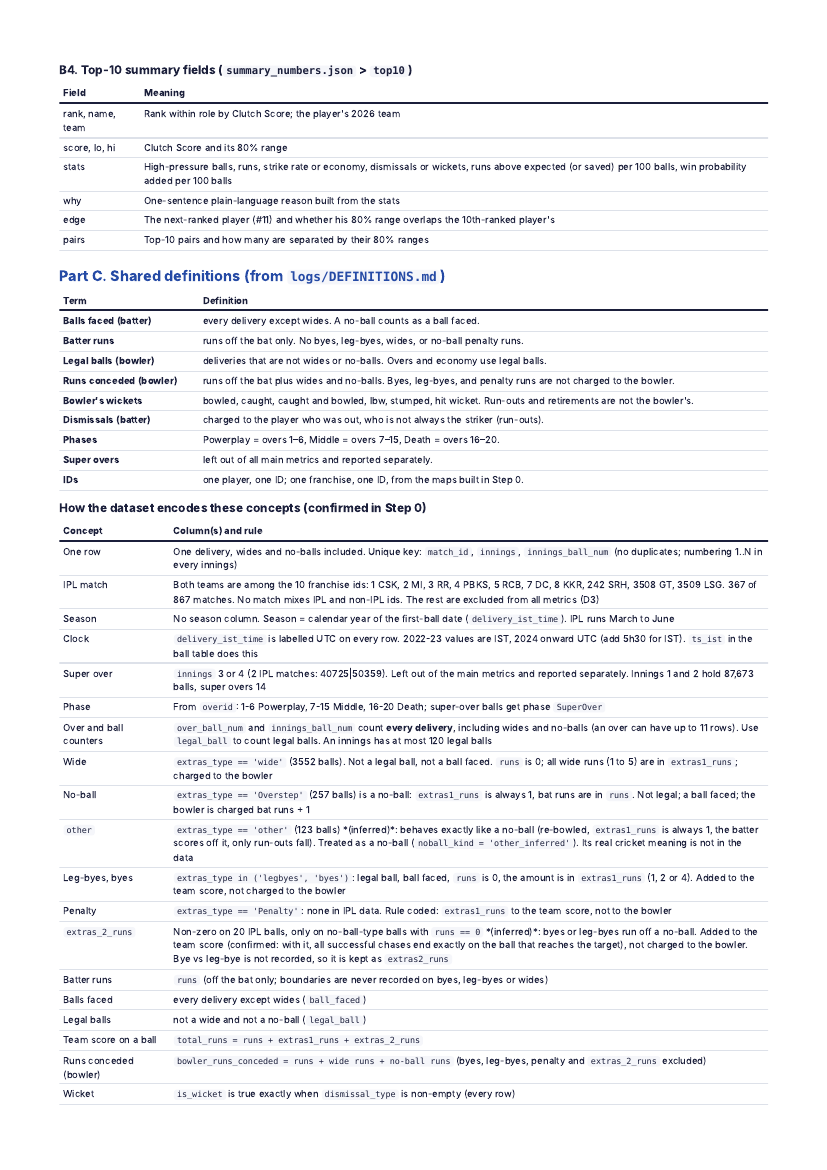 B4. Top-10 summary fields ( summary_numbers.json > top10 )
Field Meaning
rank, name, Rank within role by Clutch Score; the player's 2026 team
team
score, lo, hi Clutch Score and its 80% range
stats High-pressure balls, runs, strike rate or economy, dismissals or wickets, runs above expected (or saved) per 100 balls, win probability
added per 100 balls
why One-sentence plain-language reason built from the stats
edge The next-ranked player (#11) and whether his 80% range overlaps the 10th-ranked player's
pairs Top-10 pairs and how many are separated by their 80% ranges
Part C. Shared definitions (from logs/DEFINITIONS.md )
Term Definition
Balls faced (batter) every delivery except wides. A no-ball counts as a ball faced.
Batter runs runs off the bat only. No byes, leg-byes, wides, or no-ball penalty runs.
Legal balls (bowler) deliveries that are not wides or no-balls. Overs and economy use legal balls.
Runs conceded (bowler) runs off the bat plus wides and no-balls. Byes, leg-byes, and penalty runs are not charged to the bowler.
Bowler's wickets bowled, caught, caught and bowled, lbw, stumped, hit wicket. Run-outs and retirements are not the bowler's.
Dismissals (batter) charged to the player who was out, who is not always the striker (run-outs).
Phases Powerplay = overs 1–6, Middle = overs 7–15, Death = overs 16–20.
Super overs left out of all main metrics and reported separately.
IDs one player, one ID; one franchise, one ID, from the maps built in Step 0.
How the dataset encodes these concepts (confirmed in Step 0)
Concept Column(s) and rule
One row One delivery, wides and no-balls included. Unique key: match_id , innings , innings_ball_num (no duplicates; numbering 1..N in
every innings)
IPL match Both teams are among the 10 franchise ids: 1 CSK, 2 MI, 3 RR, 4 PBKS, 5 RCB, 7 DC, 8 KKR, 242 SRH, 3508 GT, 3509 LSG. 367 of
867 matches. No match mixes IPL and non-IPL ids. The rest are excluded from all metrics (D3)
Season No season column. Season = calendar year of the first-ball date ( delivery_ist_time ). IPL runs March to June
Clock delivery_ist_time is labelled UTC on every row. 2022-23 values are IST, 2024 onward UTC (add 5h30 for IST). ts_ist in the
ball table does this
Super over innings 3 or 4 (2 IPL matches: 40725|50359). Left out of the main metrics and reported separately. Innings 1 and 2 hold 87,673
balls, super overs 14
Phase From overid : 1-6 Powerplay, 7-15 Middle, 16-20 Death; super-over balls get phase SuperOver
Over and ball over_ball_num and innings_ball_num count every delivery, including wides and no-balls (an over can have up to 11 rows). Use
counters legal_ball to count legal balls. An innings has at most 120 legal balls
Wide extras_type == 'wide' (3552 balls). Not a legal ball, not a ball faced. runs is 0; all wide runs (1 to 5) are in extras1_runs ;
charged to the bowler
No-ball extras_type == 'Overstep' (257 balls) is a no-ball: extras1_runs is always 1, bat runs are in runs . Not legal; a ball faced; the
bowler is charged bat runs + 1
other extras_type == 'other' (123 balls) *(inferred)*: behaves exactly like a no-ball (re-bowled, extras1_runs is always 1, the batter
scores off it, only run-outs fall). Treated as a no-ball ( noball_kind = 'other_inferred' ). Its real cricket meaning is not in the
data
Leg-byes, byes extras_type in ('legbyes', 'byes') : legal ball, ball faced, runs is 0, the amount is in extras1_runs (1, 2 or 4). Added to the
team score, not charged to the bowler
Penalty extras_type == 'Penalty' : none in IPL data. Rule coded: extras1_runs to the team score, not to the bowler
extras_2_runs Non-zero on 20 IPL balls, only on no-ball-type balls with runs == 0 *(inferred)*: byes or leg-byes run off a no-ball. Added to the
team score (confirmed: with it, all successful chases end exactly on the ball that reaches the target), not charged to the bowler.
Bye vs leg-bye is not recorded, so it is kept as extras2_runs
Batter runs runs (off the bat only; boundaries are never recorded on byes, leg-byes or wides)
Balls faced every delivery except wides ( ball_faced )
Legal balls not a wide and not a no-ball ( legal_ball )
Team score on a ball total_runs = runs + extras1_runs + extras_2_runs
Runs conceded bowler_runs_conceded = runs + wide runs + no-ball runs (byes, leg-byes, penalty and extras_2_runs excluded)
(bowler)
Wicket is_wicket is true exactly when dismissal_type is non-empty (every row)